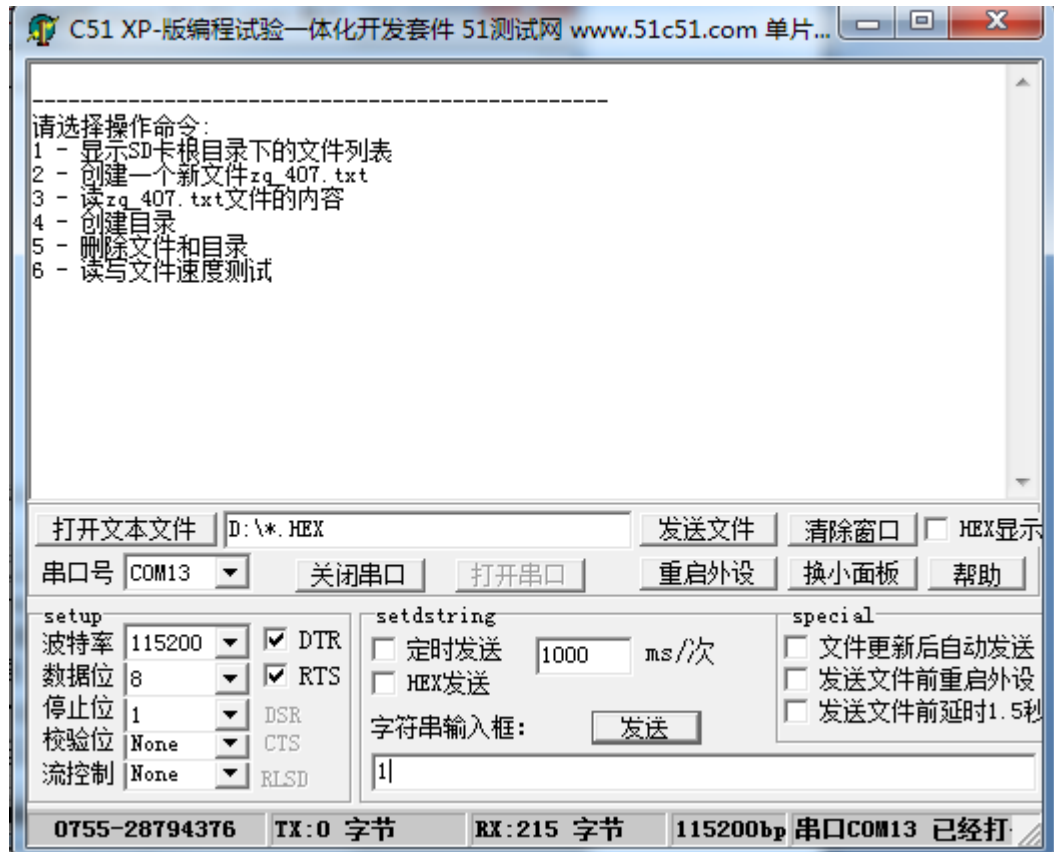 C51 XP-版编程试验一体化开发套件 51测试网 www.51c51.com 单片...
------------------------------------------------
请选择操作命令:
1 - 显示SD卡根目录下的文件列表
2 - 创建一个新文件zq_407.txt
3 - 读zq_407.txt文件的内容
4 - 创建目录
5 - 删除文件和目录
6 - 读写文件速度测试
打开文本文件 D:\*.HEX 发送文件 清除窗口 HEX显示
串口号 COM13 关闭串口 打开串口 重启外设 换小面板 帮助
setup
波特率 115200 DTR
数据位 8 RTS
停止位 1 DSR
校验位 None CTS
流控制 None RLSD
setdstring
定时发送 1000 ms//次
HEX发送
字符串输入框: 发送
1
special
文件更新后自动发送
发送文件前重启外设
发送文件前延时1.5秒
0755-28794376 TX:0 字节 RX:215 字节 115200bp 串口COM13 已经打